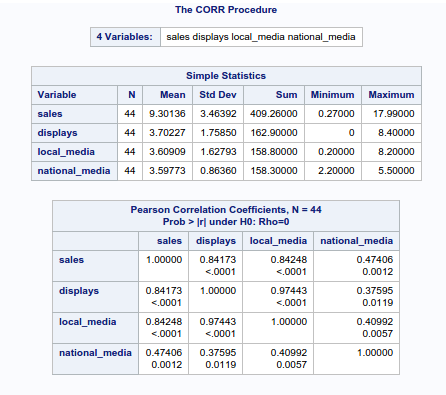 The CORR Procedure
4 Variables: sales displays local_media national_media
Simple Statistics
Variable N Mean Std Dev Sum Minimum Maximum
sales 44 9.30136 3.46392 409.26000 0.27000 17.99000
displays 44 3.70227 1.75850 162.90000 0 8.40000
local_media 44 3.60909 1.62793 158.80000 0.20000 8.20000
national_media 44 3.59773 0.86360 158.30000 2.20000 5.50000
Pearson Correlation Coefficients, N = 44
Prob > |r| under H0: Rho=0
sales displays local_media national_media
sales 1.00000 0.84173 0.84248 0.47406
<.0001 <.0001 0.0012
displays 0.84173 1.00000 0.97443 0.37595
<.0001 <.0001 0.0119
local_media 0.84248 0.97443 1.00000 0.40992
<.0001 <.0001 0.0057
national_media 0.47406 0.37595 0.40992 1.00000
0.0012 0.0119 0.0057